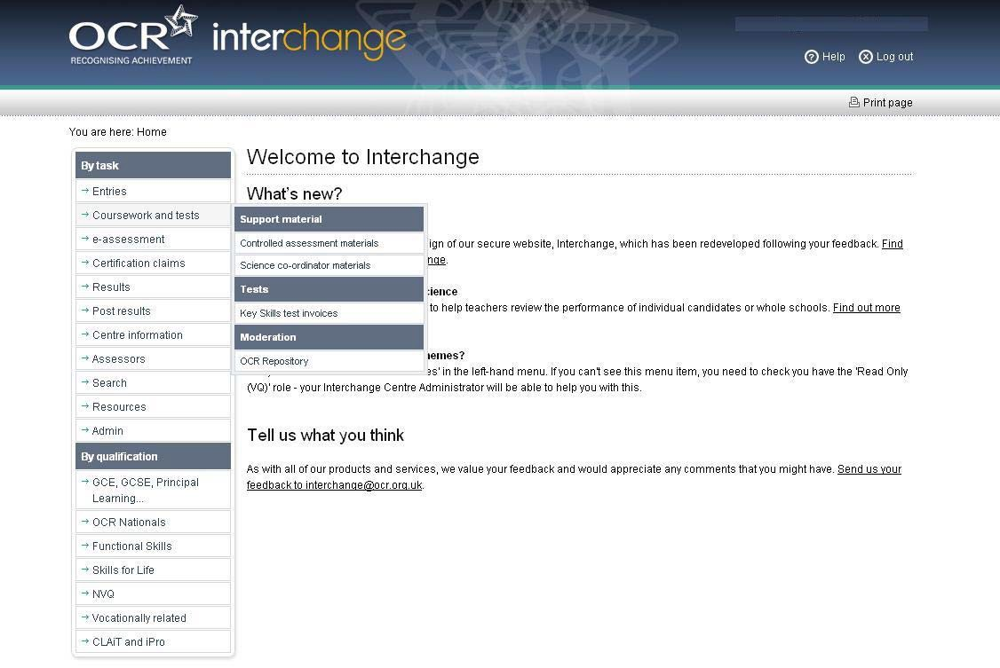 OCR interchange
RECOGNISING ACHIEVEMENT
Help Log out
Print page
You are here: Home
By task
Entries
Coursework and tests
e-assessment
Certification claims
Results
Post results
Centre information
Assessors
Search
Resources
Admin
By qualification
GCE, GCSE, Principal
Learning...
OCR Nationals
Functional Skills
Skills for Life
NVQ
Vocationally related
CLAiT and iPro
Support material
Controlled assessment materials
Science co-ordinator materials
Tests
Key Skills test invoices
Moderation
OCR Repository
Welcome to Interchange
What's new?
ign of our secure website, Interchange, which has been redeveloped following your feedback. Find
nge.
cience
to help teachers review the performance of individual candidates or whole schools. Find out more
hemes?
es' in the left-hand menu. If you can't see this menu item, you need to check you have the 'Read Only
(VQ)' role - your Interchange Centre Administrator will be able to help you with this.
Tell us what you think
As with all of our products and services, we value your feedback and would appreciate any comments that you might have. Send us your
feedback to interchange@ocr.org.uk.